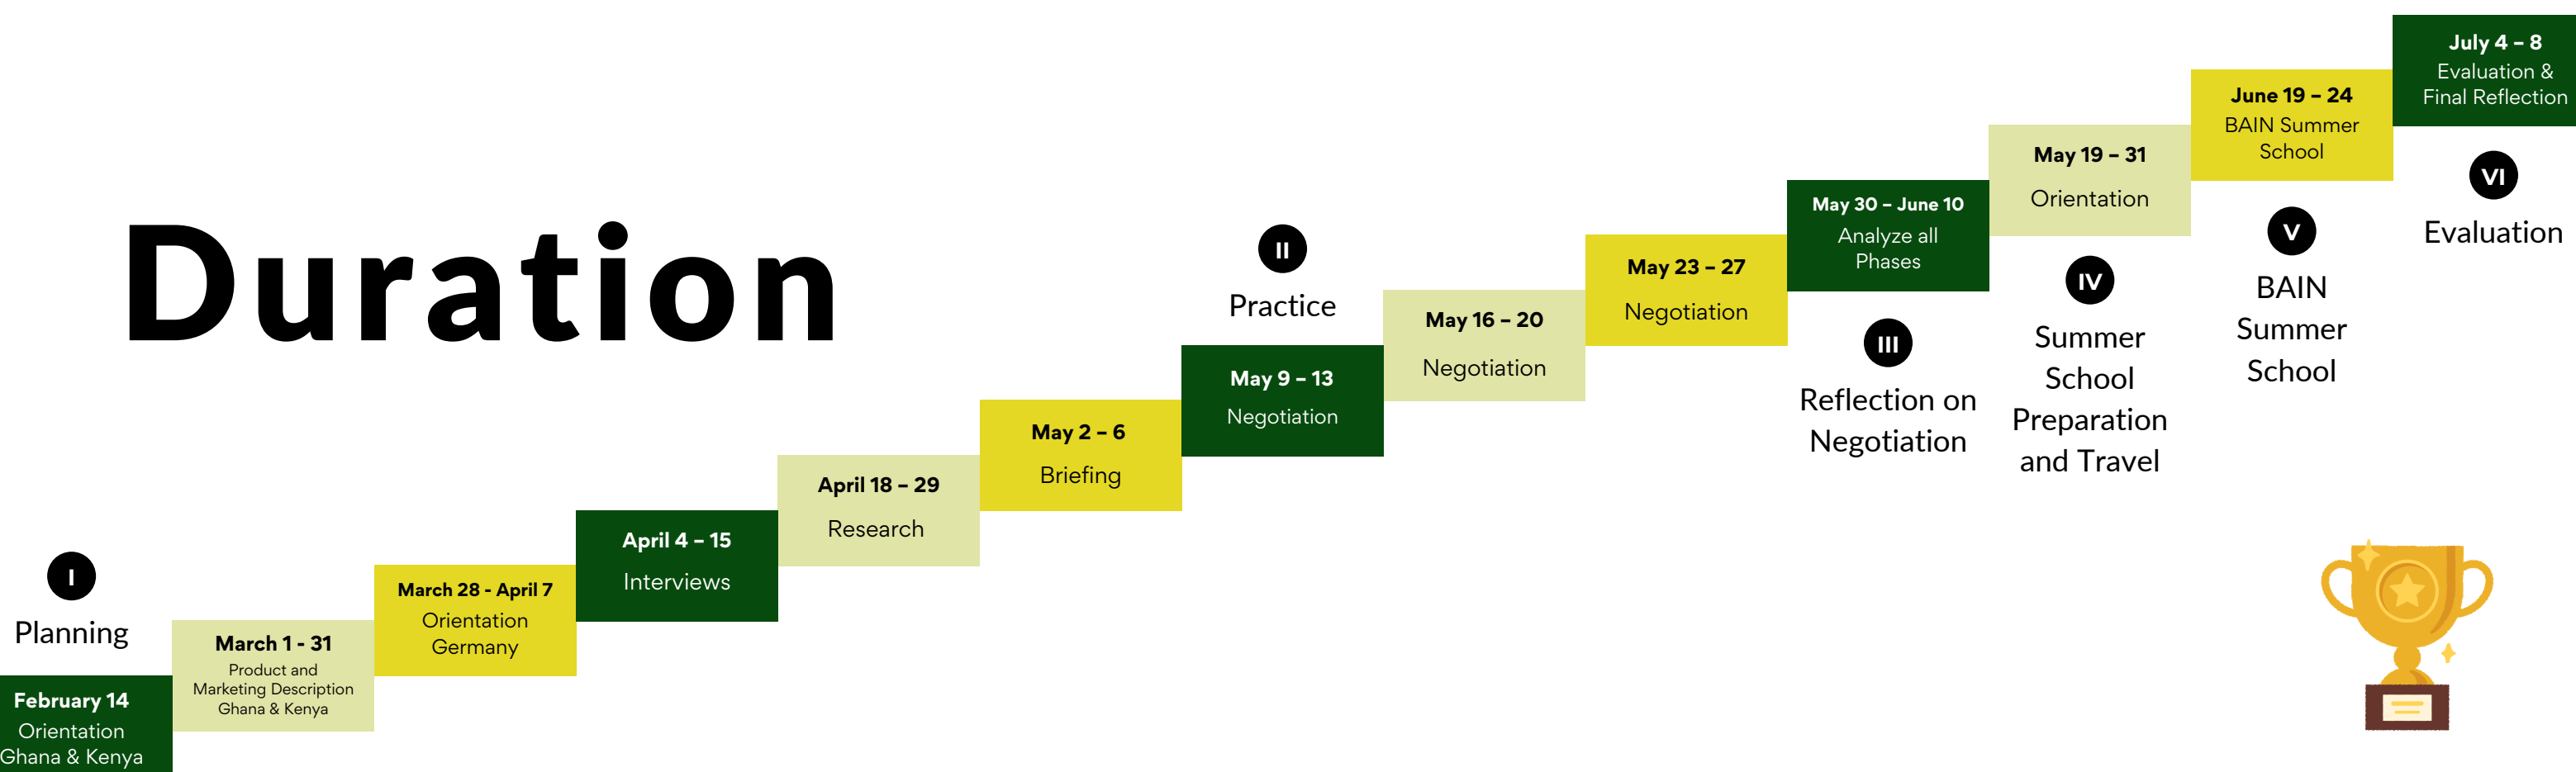 Duration
I
Planning
February 14
Orientation
Ghana & Kenya
March 1 - 31
Product and
Marketing Description
Ghana & Kenya
March 28 - April 7
Orientation
Germany
April 4 – 15
Interviews
April 18 – 29
Research
May 2 – 6
Briefing
II
Practice
May 9 – 13
Negotiation
May 16 – 20
Negotiation
May 23 – 27
Negotiation
May 30 – June 10
Analyze all
Phases
III
Reflection on
Negotiation
May 19 – 31
Orientation
IV
Summer
School
Preparation
and Travel
June 19 – 24
BAIN Summer
School
V
BAIN
Summer
School
July 4 – 8
Evaluation &
Final Reflection
VI
Evaluation